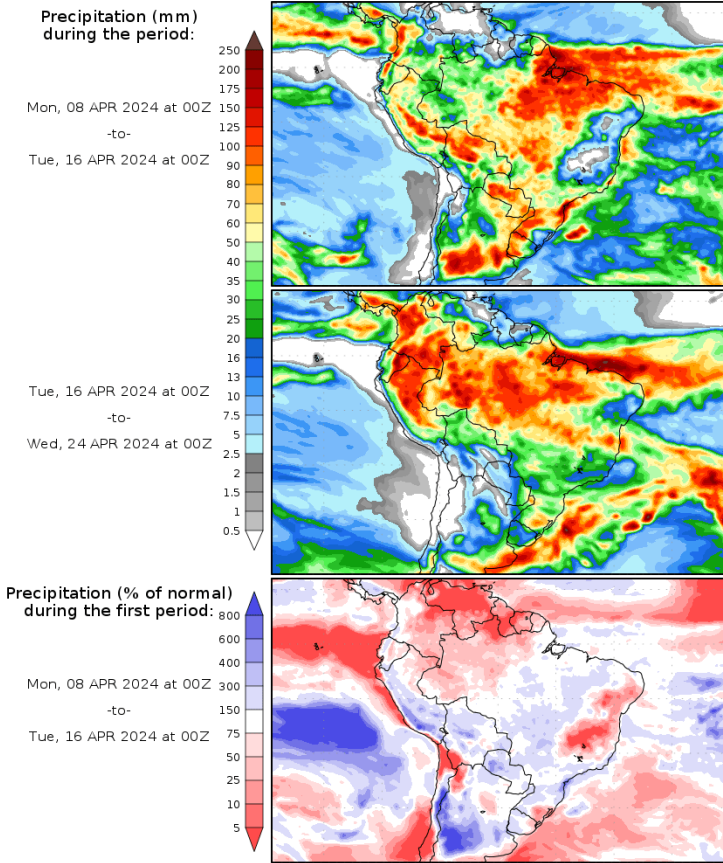 Precipitation (mm)
during the period:
Mon, 08 APR 2024 at 00Z
-to-
Tue, 16 APR 2024 at 00Z
250
200
175
150
125
100
90
80
70
60
50
40
35
30
25
20
16
13
10
7.5
5
2.5
2
1.5
1
0.5
Tue, 16 APR 2024 at 00Z
-to-
Wed, 24 APR 2024 at 00Z
Precipitation (% of normal)
during the first period:
Mon, 08 APR 2024 at 00Z
-to-
Tue, 16 APR 2024 at 00Z
800
600
400
300
150
75
50
25
10
5